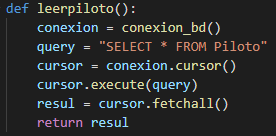 def leerpiloto():
    conexion = conexion_bd()
    query = "SELECT * FROM Piloto"
    cursor = conexion.cursor()
    cursor.execute(query)
    resul = cursor.fetchall()
    return resul